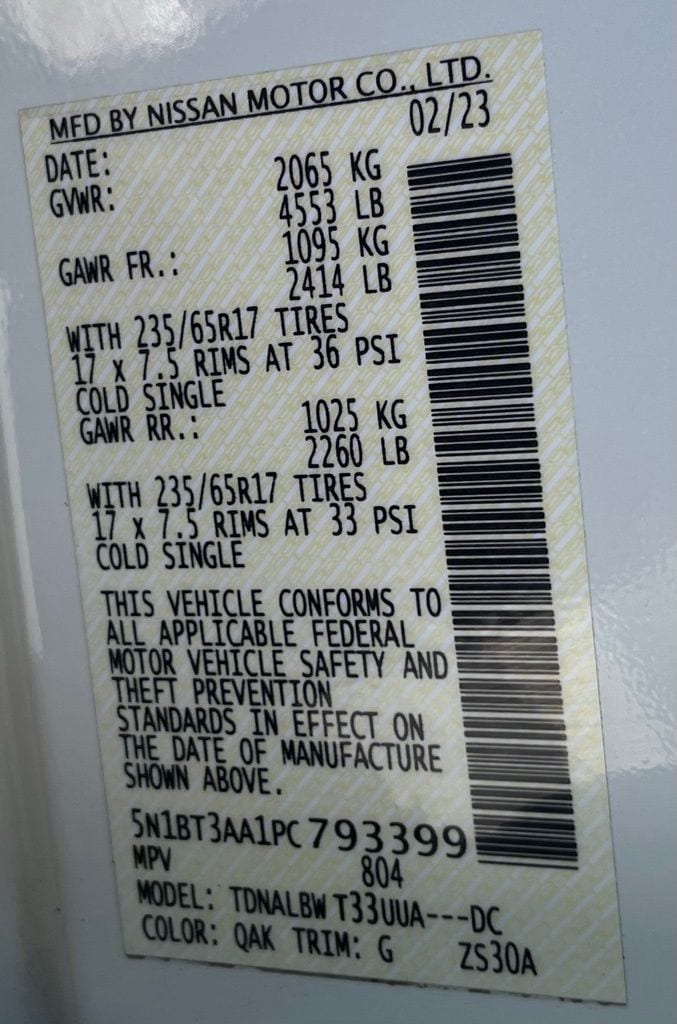 MFD BY NISSAN MOTOR CO., LTD.
DATE: 02/23
GVWR: 2065 KG
4553 LB
GAWR FR.: 1095 KG
2414 LB
WITH 235/65R17 TIRES
17 x 7.5 RIMS AT 36 PSI
COLD SINGLE
GAWR RR.: 1025 KG
2260 LB
WITH 235/65R17 TIRES
17 x 7.5 RIMS AT 33 PSI
COLD SINGLE
THIS VEHICLE CONFORMS TO
ALL APPLICABLE FEDERAL
MOTOR VEHICLE SAFETY AND
THEFT PREVENTION
STANDARDS IN EFFECT ON
THE DATE OF MANUFACTURE
SHOWN ABOVE.
5N1BT3AA1PC793399
MPV 804
MODEL: TDNALBW T33UUA---DC
COLOR: QAK TRIM: G ZS30A